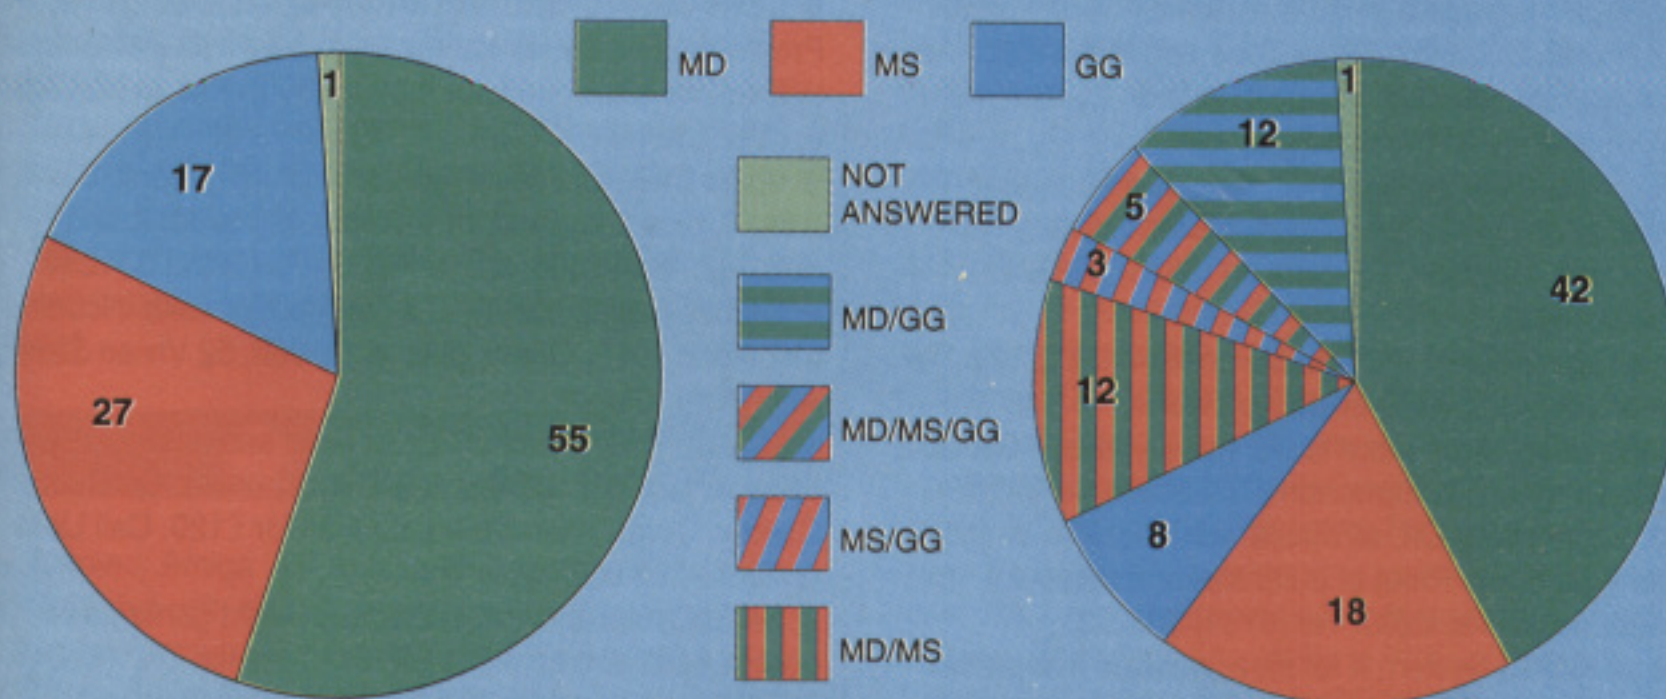 MD
MS
GG
NOT
ANSWERED
MD/GG
MD/MS/GG
MS/GG
MD/MS
1
17
27
55
1
12
5
3
12
8
18
42